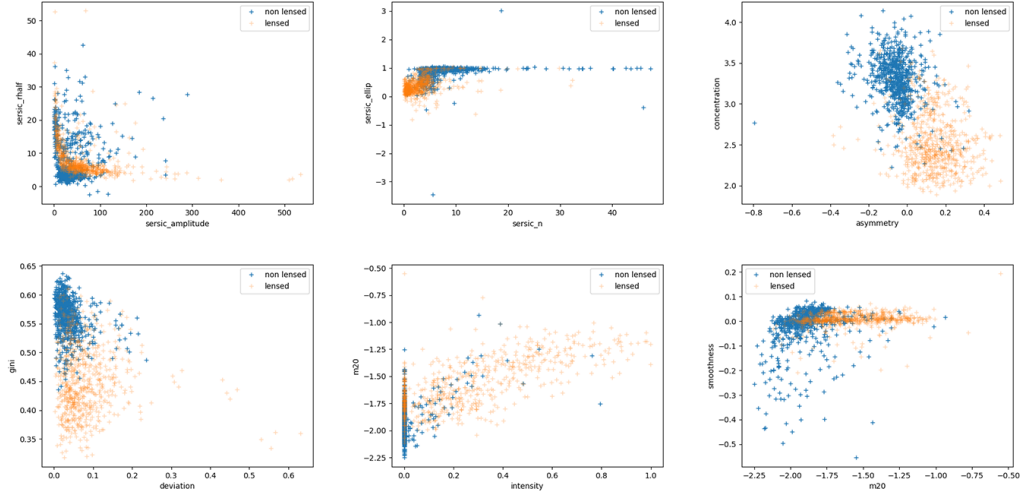 non lensed
lensed
sersic_rhalf
50
40
30
20
10
0
0 100 200 300 400 500
sersic_amplitude
non lensed
lensed
sersic_ellip
3
2
1
0
−1
−2
−3
0 10 20 30 40
sersic_n
non lensed
lensed
concentration
4.0
3.5
3.0
2.5
2.0
−0.8 −0.6 −0.4 −0.2 0.0 0.2 0.4
asymmetry
non lensed
lensed
gini
0.65
0.60
0.55
0.50
0.45
0.40
0.35
0.0 0.1 0.2 0.3 0.4 0.5 0.6
deviation
non lensed
lensed
m20
−0.50
−0.75
−1.00
−1.25
−1.50
−1.75
−2.00
−2.25
0.0 0.2 0.4 0.6 0.8 1.0
intensity
non lensed
lensed
smoothness
0.2
0.1
0.0
−0.1
−0.2
−0.3
−0.4
−0.5
−2.25 −2.00 −1.75 −1.50 −1.25 −1.00 −0.75 −0.50
m20